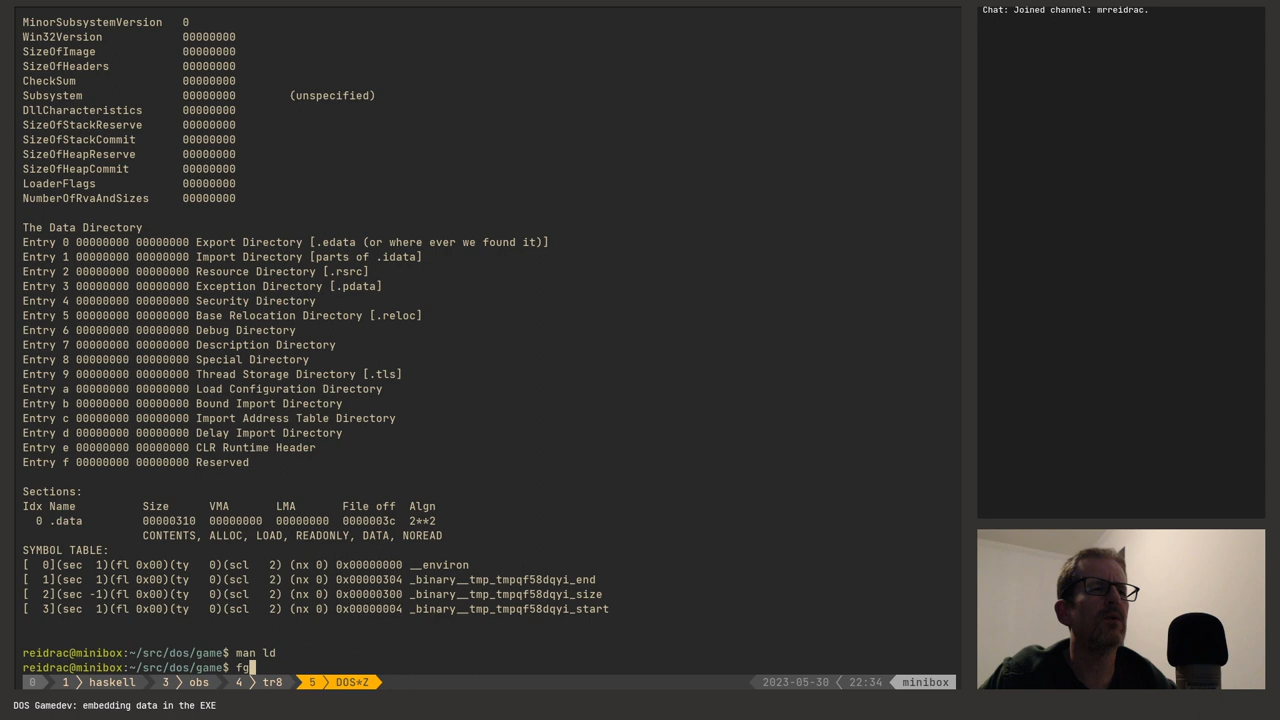 MinorSubsystemVersion 0
Win32Version 00000000
SizeOfImage 00000000
SizeOfHeaders 00000000
CheckSum 00000000
Subsystem 00000000 (unspecified)
DllCharacteristics 00000000
SizeOfStackReserve 00000000
SizeOfStackCommit 00000000
SizeOfHeapReserve 00000000
SizeOfHeapCommit 00000000
LoaderFlags 00000000
NumberOfRvaAndSizes 00000000
The Data Directory
Entry 0 00000000 00000000 Export Directory [.edata (or where ever we found it)]
Entry 1 00000000 00000000 Import Directory [parts of .idata]
Entry 2 00000000 00000000 Resource Directory [.rsrc]
Entry 3 00000000 00000000 Exception Directory [.pdata]
Entry 4 00000000 00000000 Security Directory
Entry 5 00000000 00000000 Base Relocation Directory [.reloc]
Entry 6 00000000 00000000 Debug Directory
Entry 7 00000000 00000000 Description Directory
Entry 8 00000000 00000000 Special Directory
Entry 9 00000000 00000000 Thread Storage Directory [.tls]
Entry a 00000000 00000000 Load Configuration Directory
Entry b 00000000 00000000 Bound Import Directory
Entry c 00000000 00000000 Import Address Table Directory
Entry d 00000000 00000000 Delay Import Directory
Entry e 00000000 00000000 CLR Runtime Header
Entry f 00000000 00000000 Reserved
Sections:
Idx Name Size VMA LMA File off Algn
0 .data 00000310 00000000 00000000 0000003c 2**2
CONTENTS, ALLOC, LOAD, READONLY, DATA, NOREAD
SYMBOL TABLE:
[ 0](sec 1)(fl 0x00)(ty 0)(scl 2) (nx 0) 0x00000000 __environ
[ 1](sec 1)(fl 0x00)(ty 0)(scl 2) (nx 0) 0x00000304 _binary__tmp_tmpqf58dqyi_end
[ 2](sec -1)(fl 0x00)(ty 0)(scl 2) (nx 0) 0x00000300 _binary__tmp_tmpqf58dqyi_size
[ 3](sec 1)(fl 0x00)(ty 0)(scl 2) (nx 0) 0x00000004 _binary__tmp_tmpqf58dqyi_start
reidrac@minibox:~/src/dos/game$ man ld
reidrac@minibox:~/src/dos/game$ fg
0 1 haskell 3 obs 4 tr8 5 DOS*Z 2023-05-30 22:34 minibox
DOS Gamedev: embedding data in the EXE
Chat: Joined channel: mrreidrac.